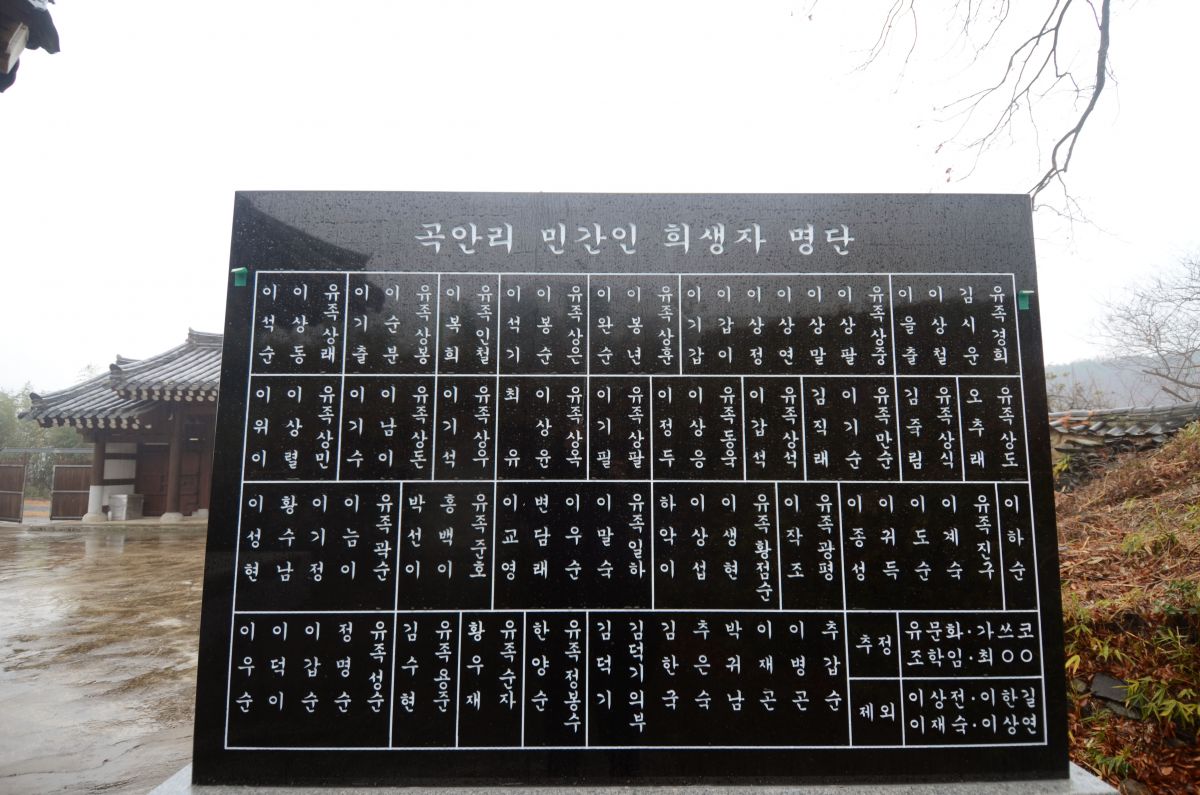 곡안리 민간인 희생자 명단
유족경희
김시운
이상철
이을출
유족상중
이상팔
이상말
이상연
이상정
이갑이
이기갑
유족상훈
이봉년
이완순
유족상은
이봉순
이석기
유족인철
이복희
유족상봉
이순분
이기출
유족상래
이상동
이석순
유족상도
오추래
유족상식
김죽림
유족만순
이기순
김직래
유족상석
이갑석
유족동욱
이상응
이정두
유족상팔
이기필
유족상옥
이상윤
최유
유족상우
이기석
유족상돈
이남이
이기수
유족상민
이상렬
이위이
이하순
유족진구
이계숙
이도순
이귀득
이종성
유족광평
이작조
유족황점순
이생현
이상섭
하악이
유족일하
이말숙
이우순
변담래
이교영
유족준호
홍백이
박선이
유족곽순
이늠이
이기정
황수남
이성현
추갑순
이병곤
이재곤
박귀남
추은숙
김한국
김덕기의부
김덕기
유족정봉수
한양순
유족순자
황우재
유족용준
김수현
유족성순
정명순
이갑순
이덕이
이우순
추정
유문화·가쓰코
조학임·최○○
제외
이상전·이한길
이재숙·이상연